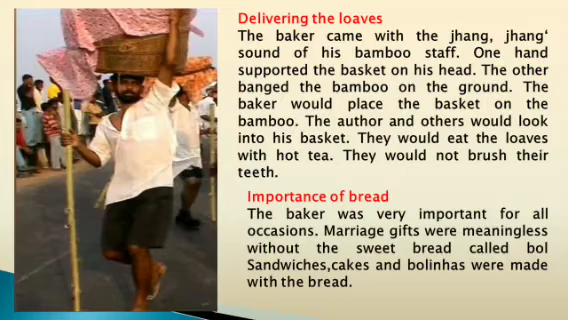 Delivering the loaves
The baker came with the jhang, jhang‘
sound of his bamboo staff. One hand
supported the basket on his head. The other
banged the bamboo on the ground. The
baker would place the basket on the
bamboo. The author and others would look
into his basket. They would eat the loaves
with hot tea. They would not brush their
teeth.
Importance of bread
The baker was very important for all
occasions. Marriage gifts were meaningless
without the sweet bread called bol
Sandwiches,cakes and bolinhas were made
with the bread.